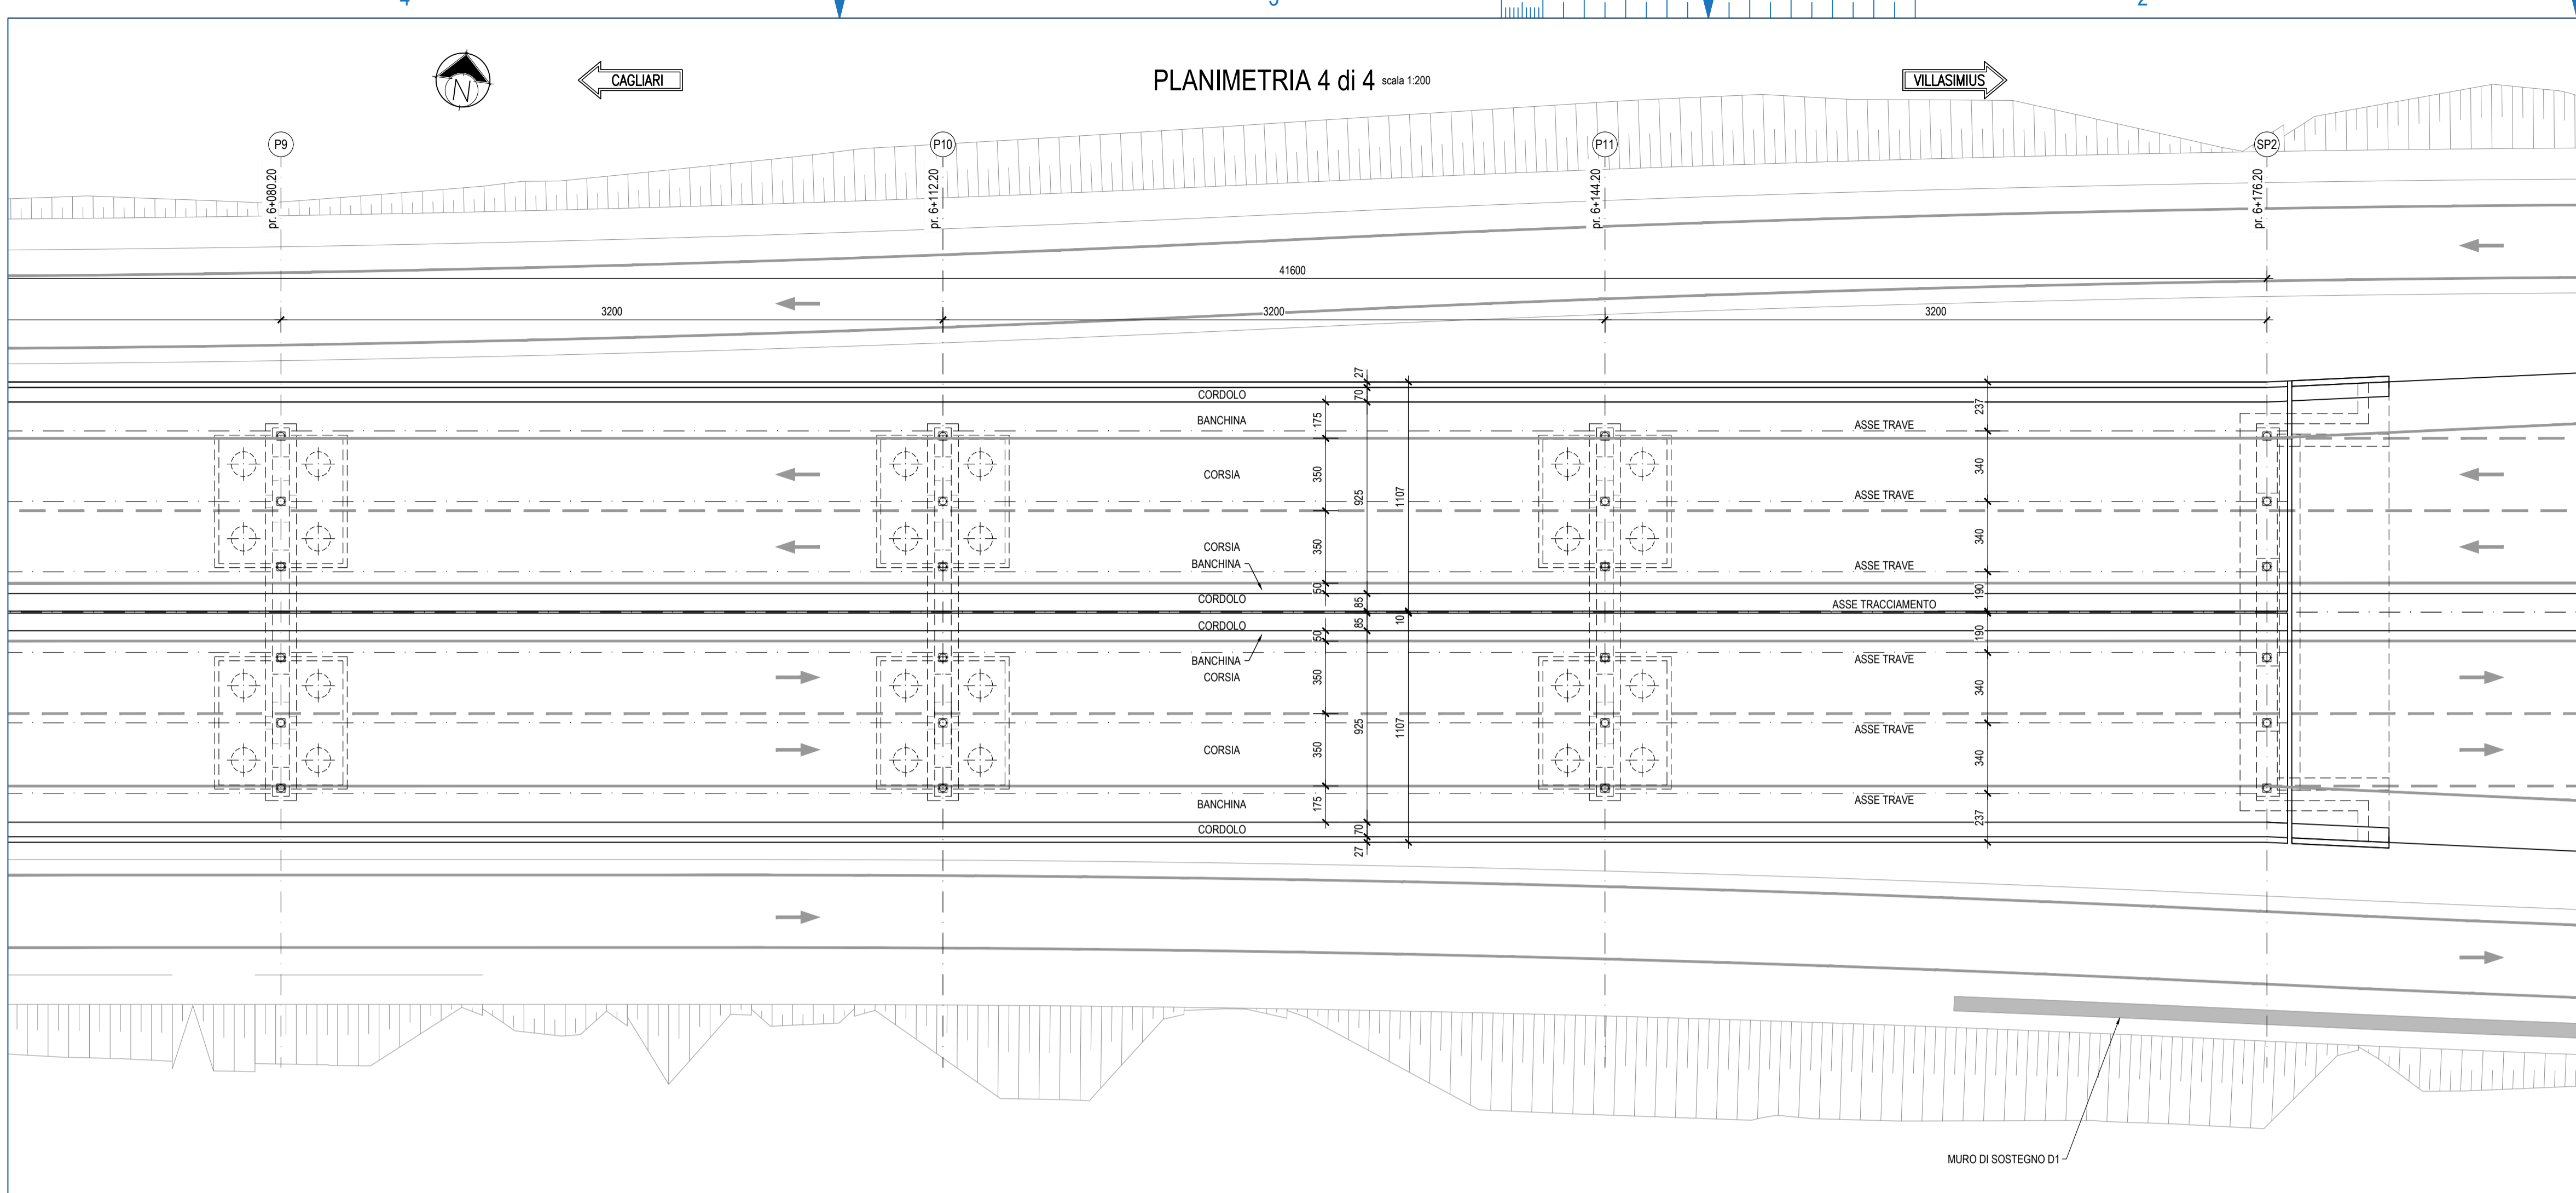 4
3
2
N
CAGLIARI
PLANIMETRIA 4 di 4 scala 1:200
VILLASIMIUS
P9
P10
P11
SP2
pr. 6+080.20
pr. 6+112.20
pr. 6+144.20
pr. 6+176.20
41600
3200
3200
3200
27
CORDOLO
70
237
BANCHINA
175
ASSE TRAVE
CORSIA
350
925
1107
340
ASSE TRAVE
CORSIA
350
340
BANCHINA
ASSE TRAVE
50
190
CORDOLO
85
ASSE TRACCIAMENTO
CORDOLO
50
85
10
190
BANCHINA
ASSE TRAVE
CORSIA
350
340
925
1107
ASSE TRAVE
CORSIA
350
340
BANCHINA
175
ASSE TRAVE
CORDOLO
70
237
27
MURO DI SOSTEGNO D1